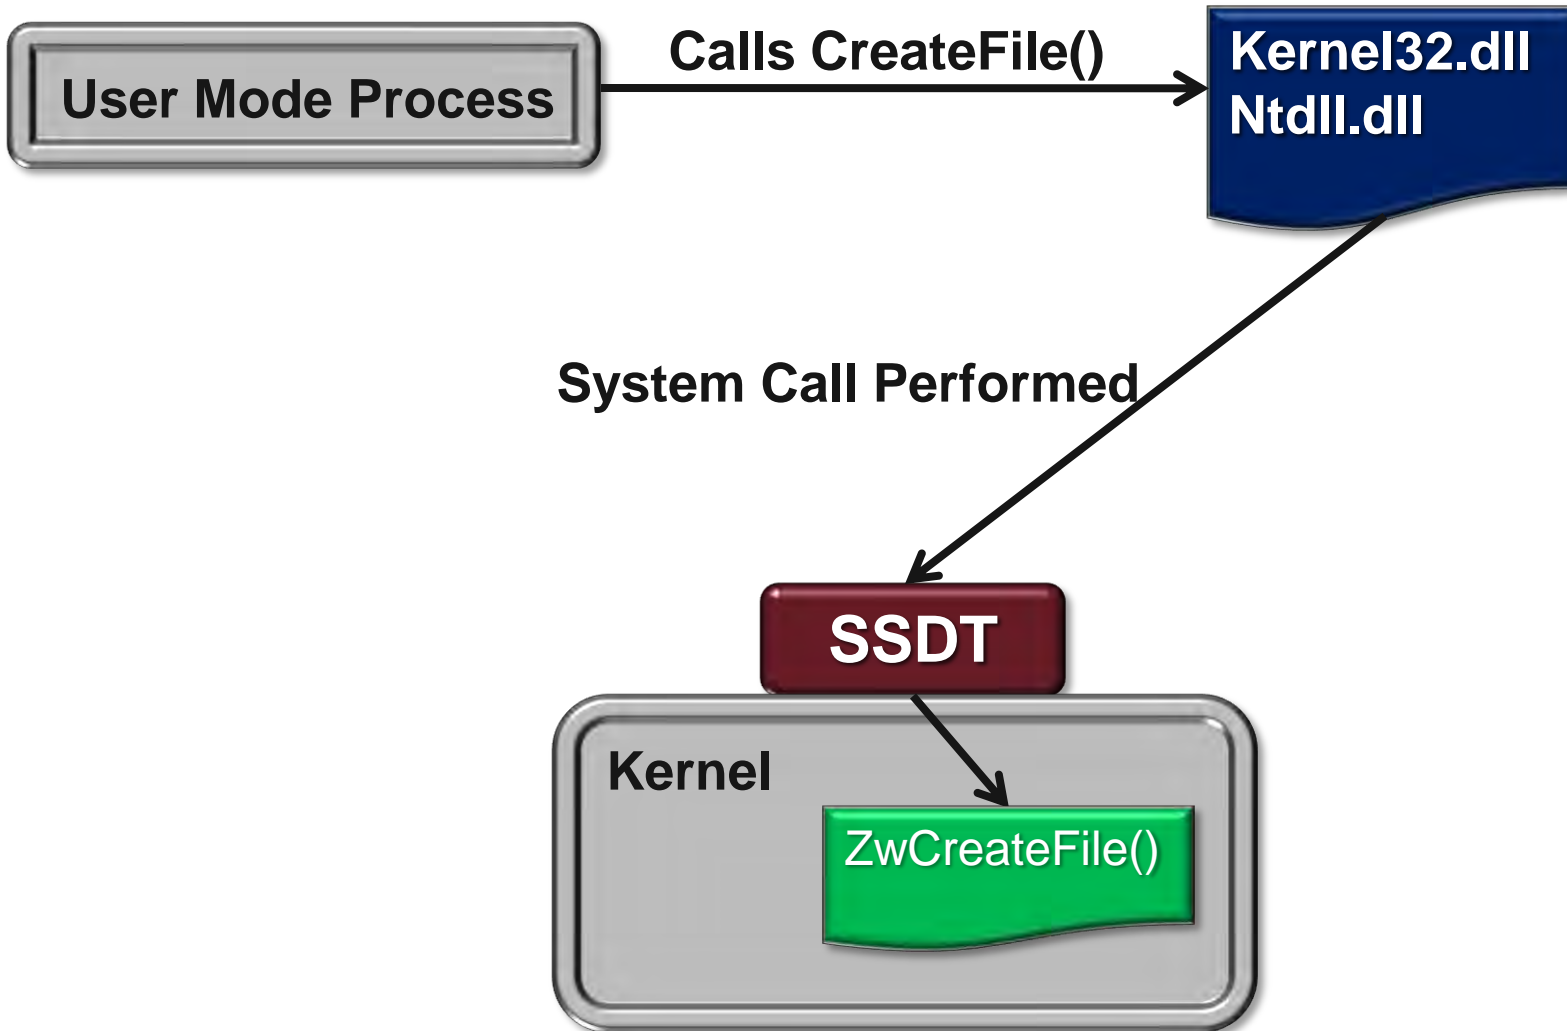 User Mode Process
Calls CreateFile()
Kernel32.dll
Ntdll.dll
System Call Performed
SSDT
Kernel
ZwCreateFile()